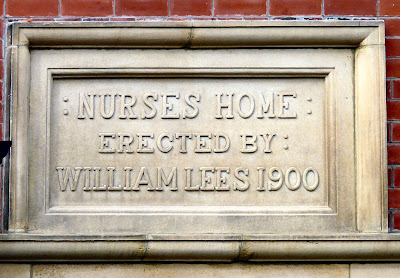 : NURSES HOME :
ERECTED BY :
WILLIAM LEES 1900